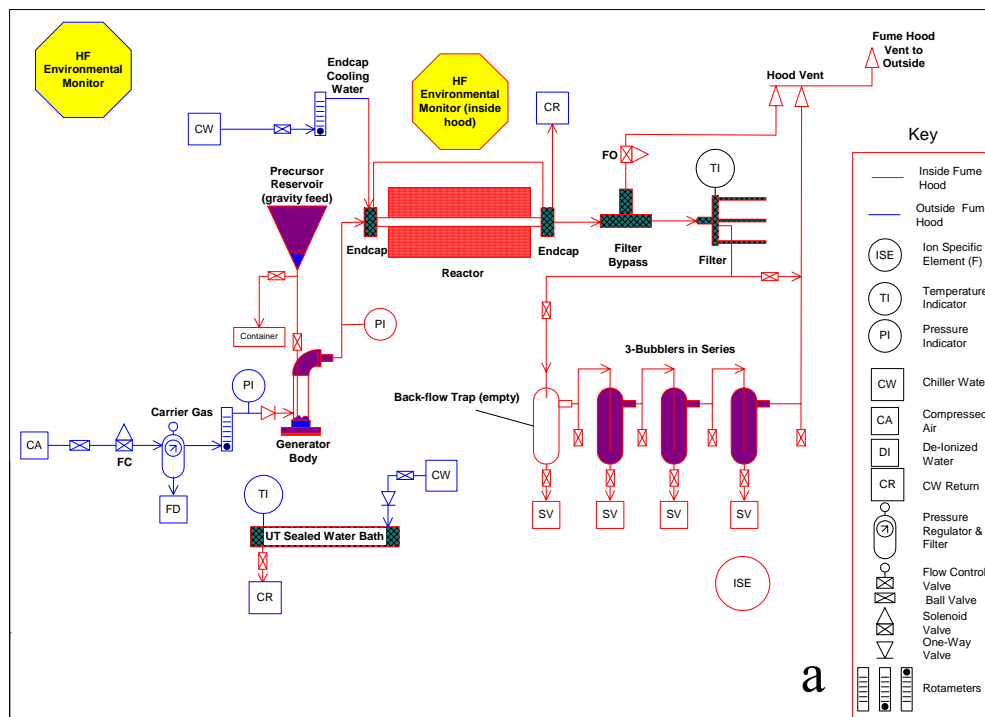 HF
Environmental
Monitor
Endcap
Cooling
Water
HF
Environmental
Monitor (inside
hood)
Fume Hood
Vent to
Outside
Hood Vent
CW
CR
FO
TI
Precursor
Reservoir
(gravity feed)
Endcap
Reactor
Endcap
Filter
Bypass
Filter
Container
PI
PI
Carrier Gas
CA
FC
FD
Generator
Body
3-Bubblers in Series
Back-flow Trap (empty)
CW
TI
UT Sealed Water Bath
CR
SV
SV
SV
SV
ISE
a
Key
Inside Fume
Hood
Outside Fume
Hood
ISE
Ion Specific
Element (F)
TI
Temperature
Indicator
PI
Pressure
Indicator
CW
Chiller Water
CA
Compressed
Air
DI
De-Ionized
Water
CR
CW Return
Pressure
Regulator &
Filter
Flow Control
Valve
Ball Valve
Solenoid
Valve
One-Way
Valve
Rotameters